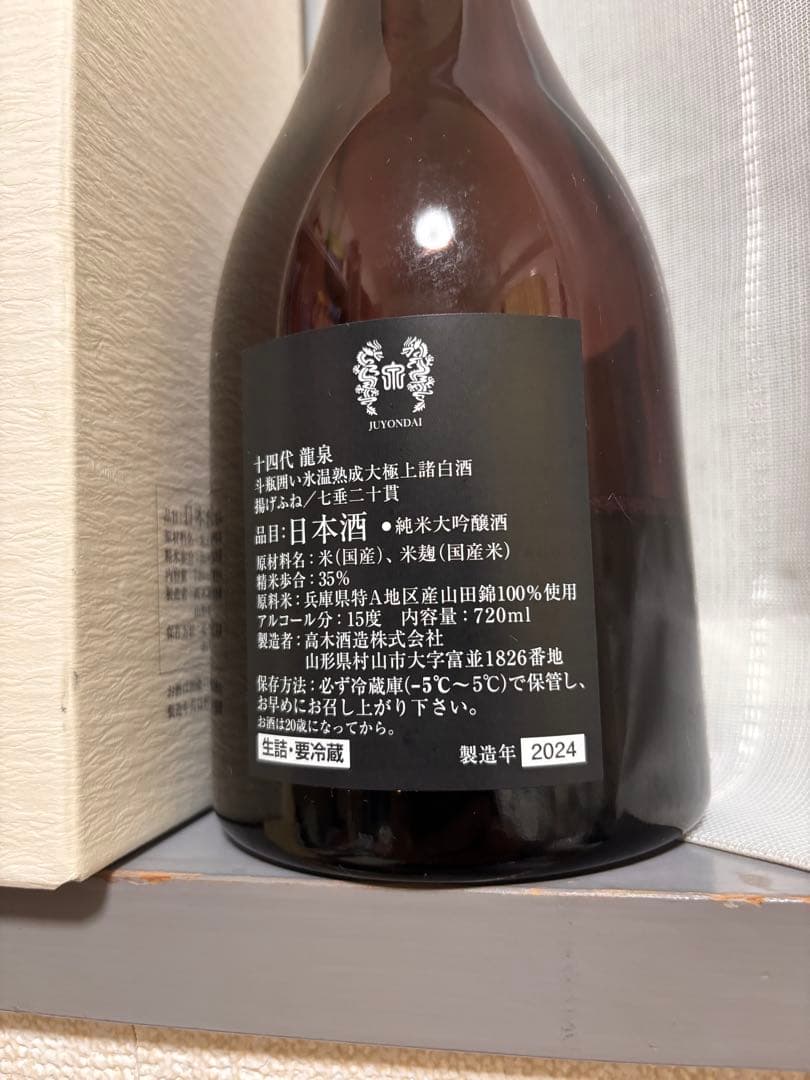 JUYONDAI
十四代 龍泉
斗瓶囲い氷温熟成大極上諸白酒
揚げふね/七垂二十貫
品目:日本酒 ●純米大吟醸酒
原材料名:米(国産)、米麹(国産米)
精米歩合:35%
原料米:兵庫県特A地区産山田錦100%使用
アルコール分:15度 内容量:720ml
製造者:高木酒造株式会社
山形県村山市大字富並1826番地
保存方法:必ず冷蔵庫(-5℃~5℃)で保管し、
お早めにお召し上がり下さい。
お酒は20歳になってから。
生詰・要冷蔵 製造年 2024